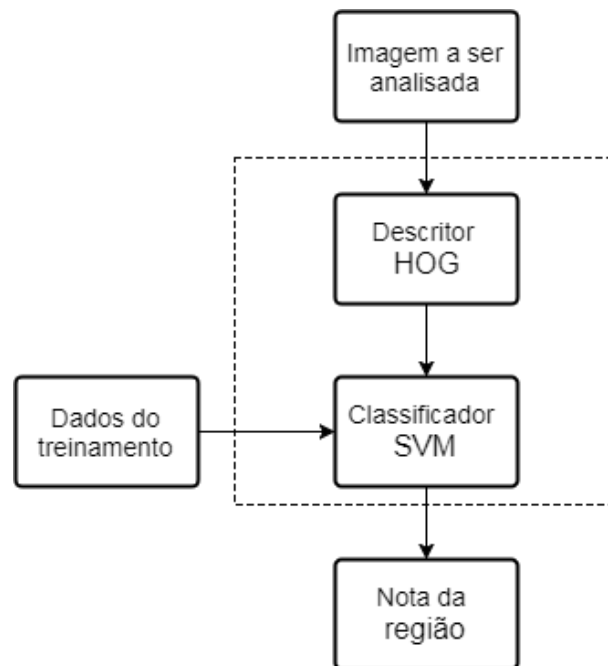 Imagem a ser
analisada
Descritor
HOG
Dados do
treinamento
Classificador
SVM
Nota da
região